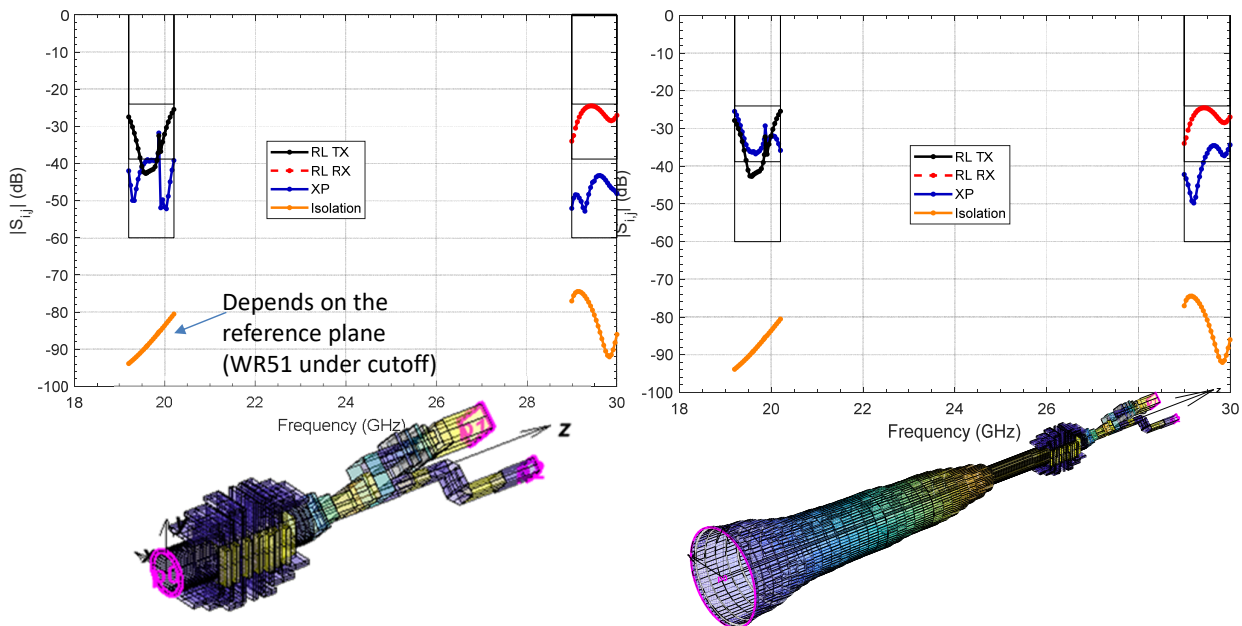 0
-10
-20
-30
-40
-50
-60
-70
-80
-90
-100
|S i,j | (dB)
RL TX
RL RX
XP
Isolation
Depends on the
reference plane
(WR51 under cutoff)
18
20
22
24
26
28
30
Frequency (GHz)
z
0
-10
-20
-30
-40
-50
-60
-70
-80
-90
-100
|S i,j | (dB)
RL TX
RL RX
XP
Isolation
18
20
22
24
26
28
30
Frequency (GHz)
z